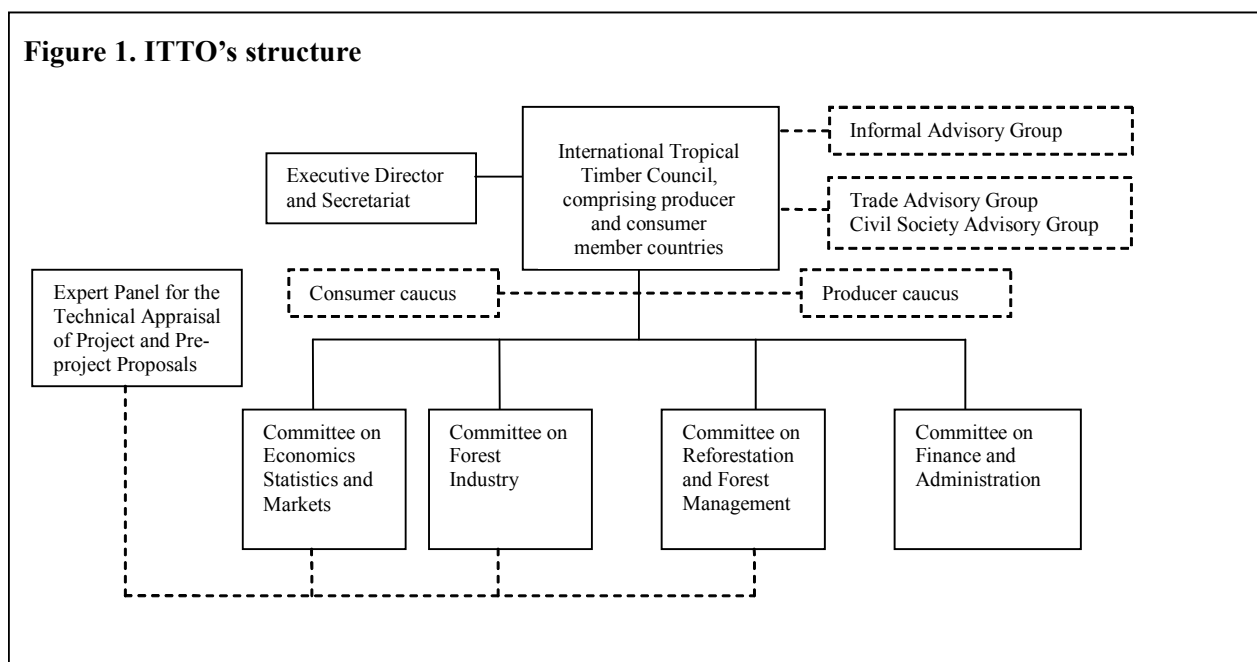 Figure 1. ITTO’s structure
International Tropical
Timber Council,
comprising producer
and consumer
member countries
Executive Director
and Secretariat
Informal Advisory Group
Trade Advisory Group
Civil Society Advisory Group
Consumer caucus
Producer caucus
Expert Panel for the
Technical Appraisal
of Project and Pre-
project Proposals
Committee on
Economics
Statistics and
Markets
Committee on
Forest
Industry
Committee on
Reforestation
and Forest
Management
Committee on
Finance and
Administration